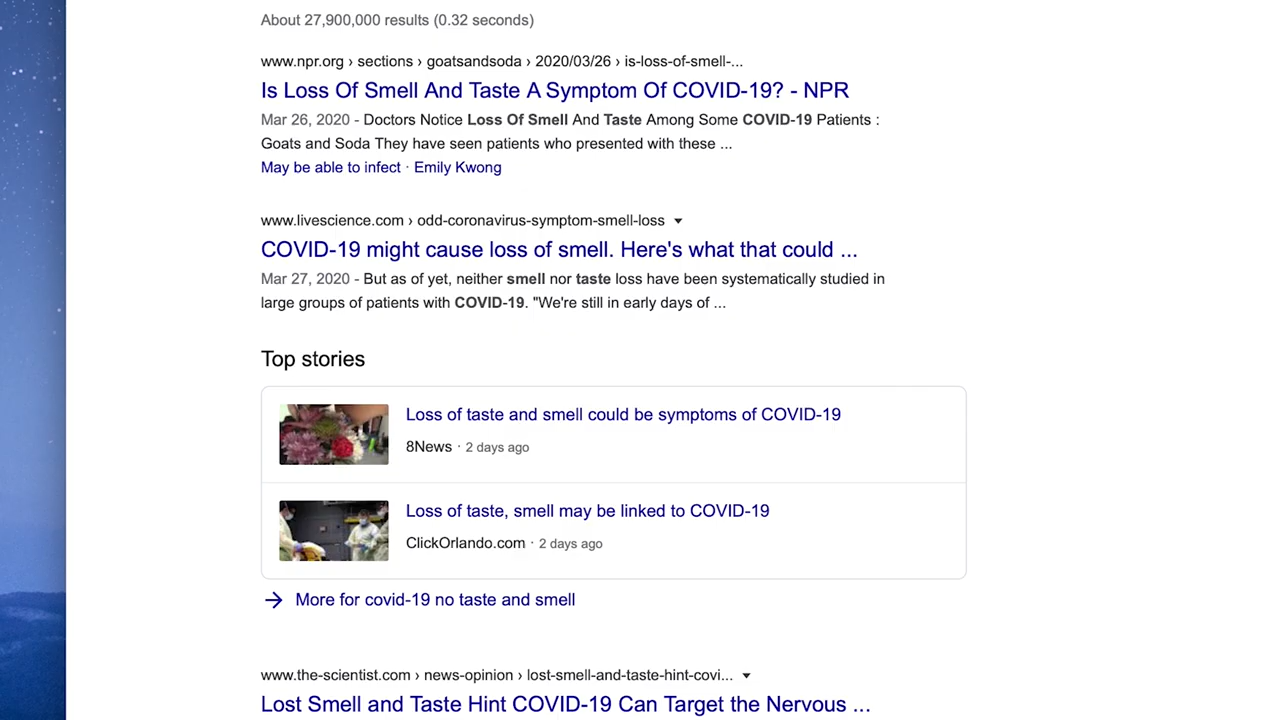 About 27,900,000 results (0.32 seconds)
www.npr.org › sections › goatsandsoda › 2020/03/26 › is-loss-of-smell-...
Is Loss Of Smell And Taste A Symptom Of COVID-19? - NPR
Mar 26, 2020 - Doctors Notice Loss Of Smell And Taste Among Some COVID-19 Patients :
Goats and Soda They have seen patients who presented with these ...
May be able to infect · Emily Kwong
www.livescience.com › odd-coronavirus-symptom-smell-loss
COVID-19 might cause loss of smell. Here's what that could ...
Mar 27, 2020 - But as of yet, neither smell nor taste loss have been systematically studied in
large groups of patients with COVID-19. "We're still in early days of ...
Top stories
Loss of taste and smell could be symptoms of COVID-19
8News · 2 days ago
Loss of taste, smell may be linked to COVID-19
ClickOrlando.com · 2 days ago
More for covid-19 no taste and smell
www.the-scientist.com › news-opinion › lost-smell-and-taste-hint-covi...
Lost Smell and Taste Hint COVID-19 Can Target the Nervous ...